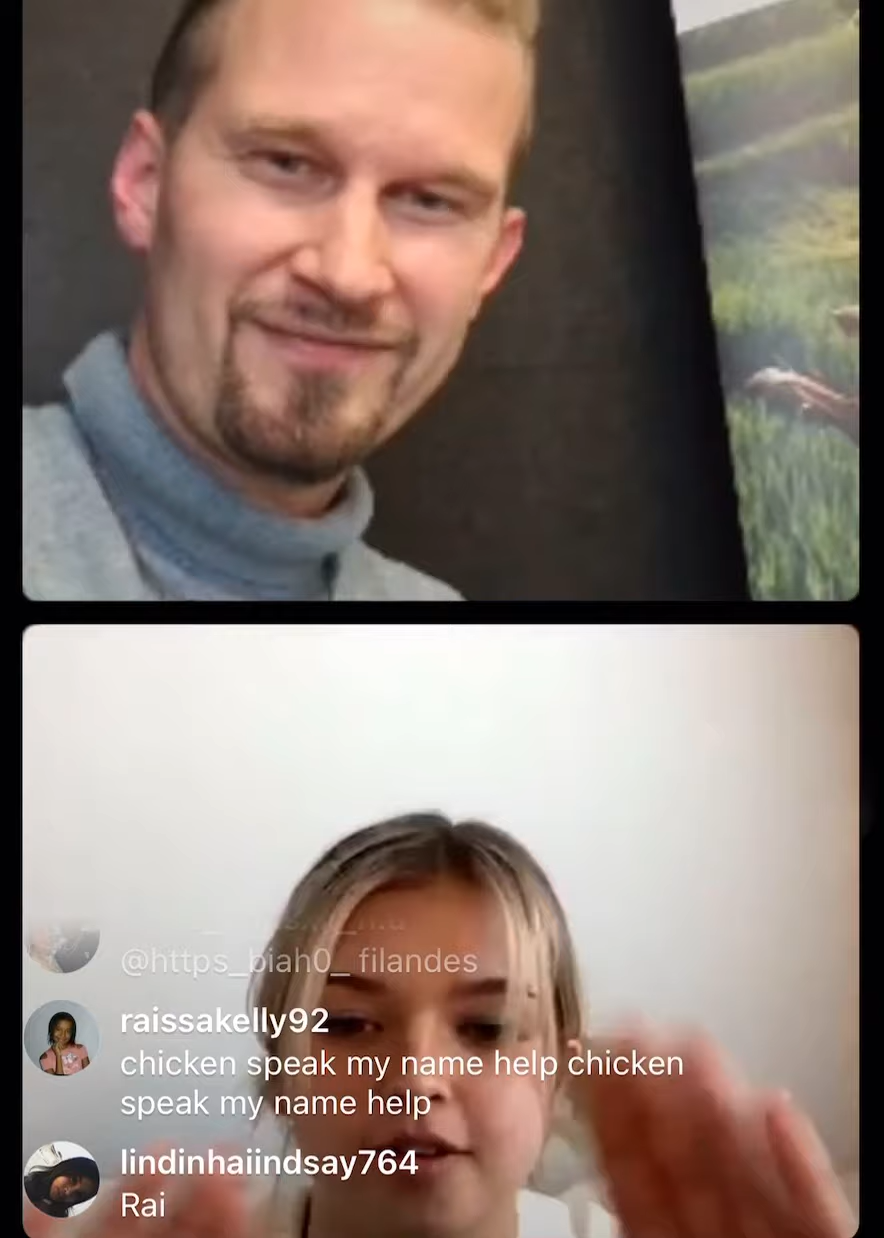 @https_biah0_ filandes
raissakelly92
chicken speak my name help chicken
speak my name help
lindinhaiindsay764
Rai